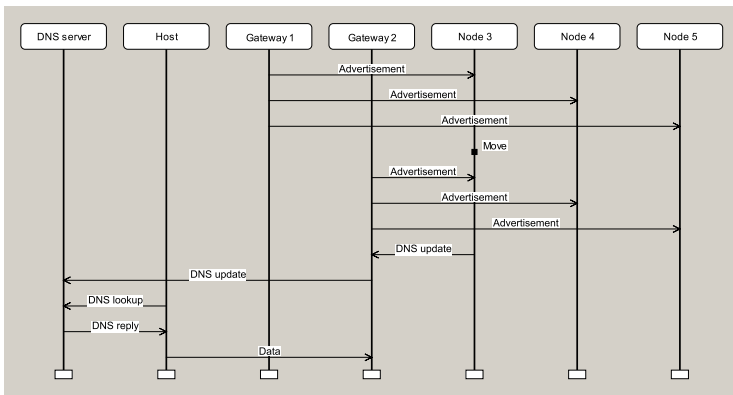 DNS server
Host
Gateway 1
Gateway 2
Node 3
Node 4
Node 5
Advertisement
Advertisement
Advertisement
Move
Advertisement
Advertisement
Advertisement
DNS update
DNS update
DNS lookup
DNS reply
Data